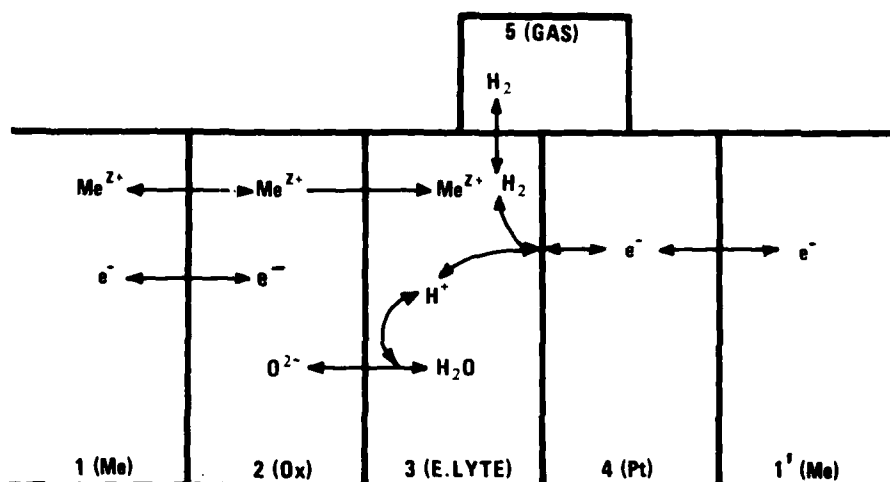 5 (GAS)
H₂
Me^Z+ Me^Z+ Me^Z+ H₂
e⁻ e⁻
e⁻ e⁻
H⁺
O²⁻ H₂O
1 (Me) 2 (Ox) 3 (E.LYTE) 4 (Pt) 1' (Me)